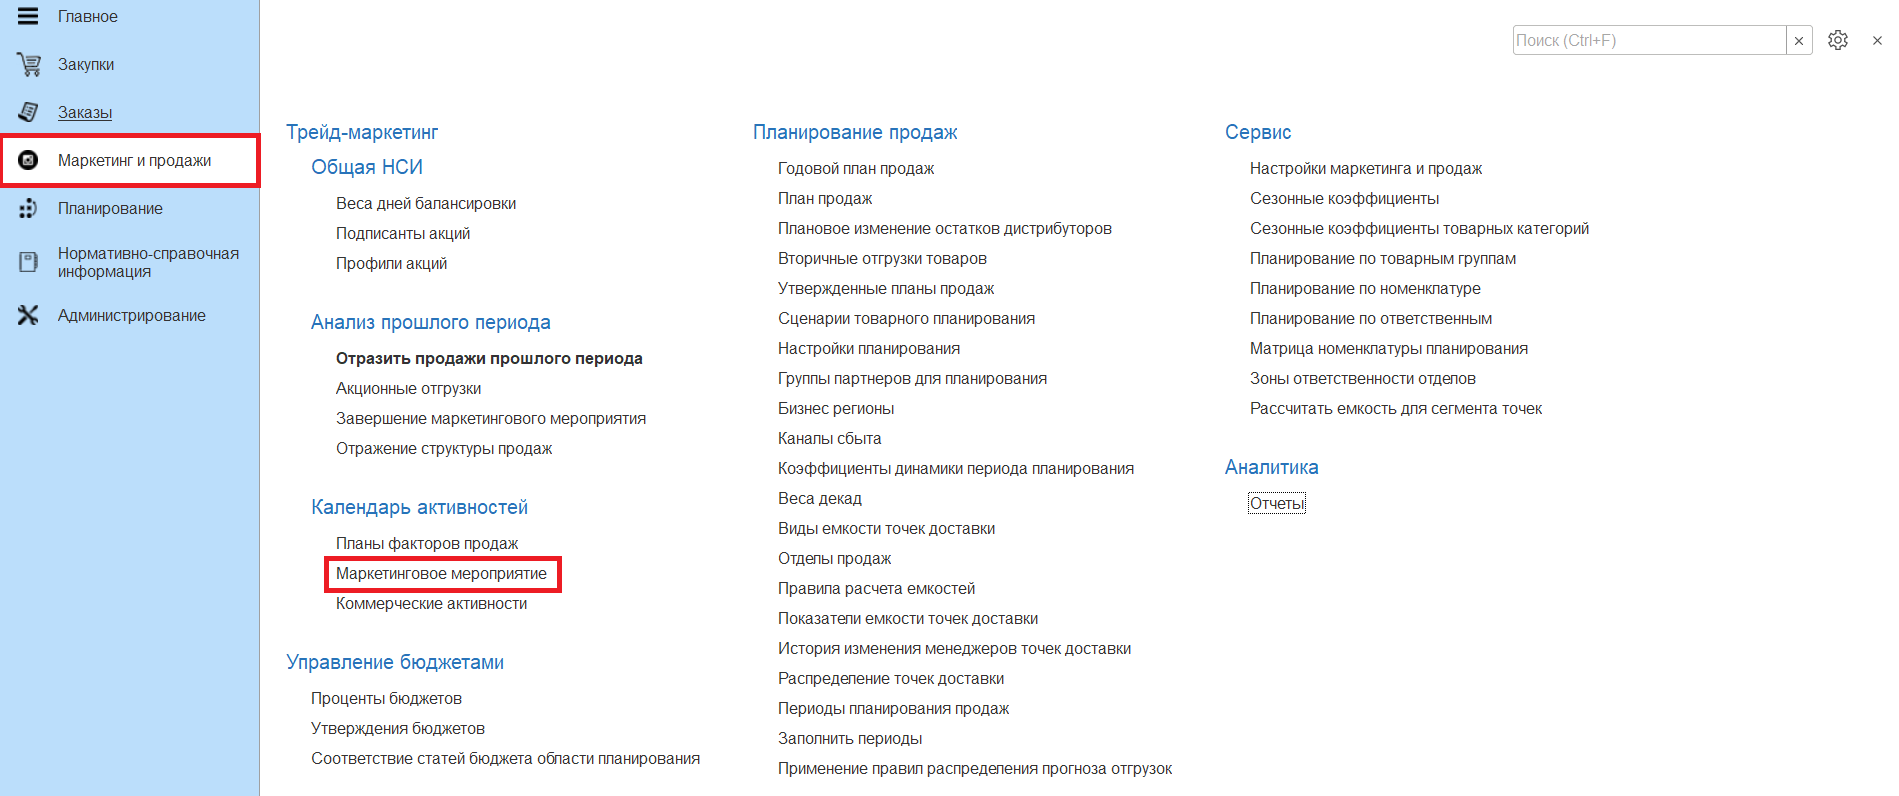 Главное
Закупки
Заказы
Маркетинг и продажи
Планирование
Нормативно-справочная
информация
Администрирование
Поиск (Ctrl+F)
Трейд-маркетинг
Общая НСИ
Веса дней балансировки
Подписанты акций
Профили акций
Анализ прошлого периода
Отразить продажи прошлого периода
Акционные отгрузки
Завершение маркетингового мероприятия
Отражение структуры продаж
Календарь активностей
Планы факторов продаж
Маркетинговое мероприятие
Коммерческие активности
Управление бюджетами
Проценты бюджетов
Утверждения бюджетов
Соответствие статей бюджета области планирования
Планирование продаж
Годовой план продаж
План продаж
Плановое изменение остатков дистрибуторов
Вторичные отгрузки товаров
Утвержденные планы продаж
Сценарии товарного планирования
Настройки планирования
Группы партнеров для планирования
Бизнес регионы
Каналы сбыта
Коэффициенты динамики периода планирования
Веса декад
Виды емкости точек доставки
Отделы продаж
Правила расчета емкостей
Показатели емкости точек доставки
История изменения менеджеров точек доставки
Распределение точек доставки
Периоды планирования продаж
Заполнить периоды
Применение правил распределения прогноза отгрузок
Сервис
Настройки маркетинга и продаж
Сезонные коэффициенты
Сезонные коэффициенты товарных категорий
Планирование по товарным группам
Планирование по номенклатуре
Планирование по ответственным
Матрица номенклатуры планирования
Зоны ответственности отделов
Рассчитать емкость для сегмента точек
Аналитика
Отчеты